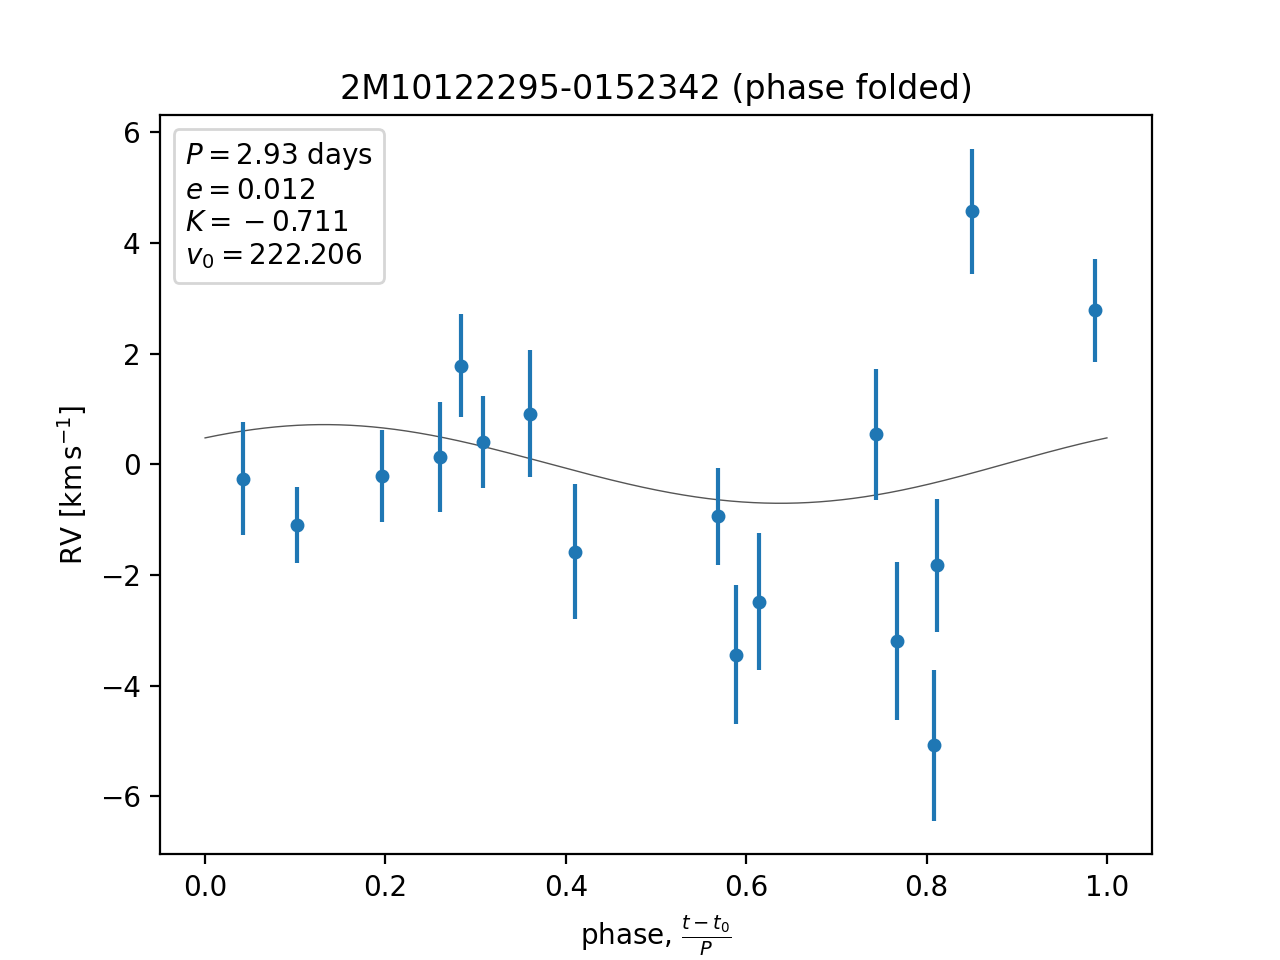 2M10122295-0152342 (phase folded)
P = 2.93 days
e = 0.012
K = −0.711
v₀ = 222.206
RV [km s⁻¹]
6
4
2
0
−2
−4
−6
0.0 0.2 0.4 0.6 0.8 1.0
phase, (t − t₀)/P